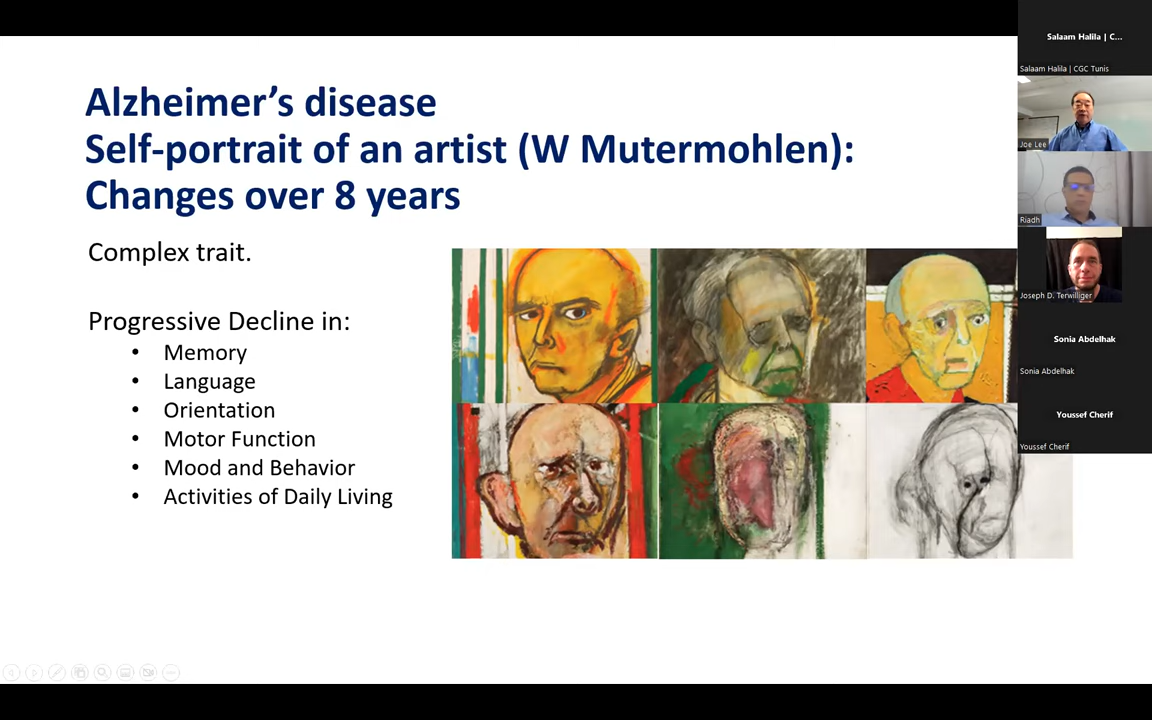 Alzheimer's disease
Self-portrait of an artist (W Mutermohlen):
Changes over 8 years
Complex trait.
Progressive Decline in:
• Memory
• Language
• Orientation
• Motor Function
• Mood and Behavior
• Activities of Daily Living
Salaam Halila | C...
Salaam Halila | CGC Tunis
Joe Lee
Riadh
Joseph D. Terwilliger
Sonia Abdelhak
Sonia Abdelhak
Youssef Cherif
Youssef Cherif